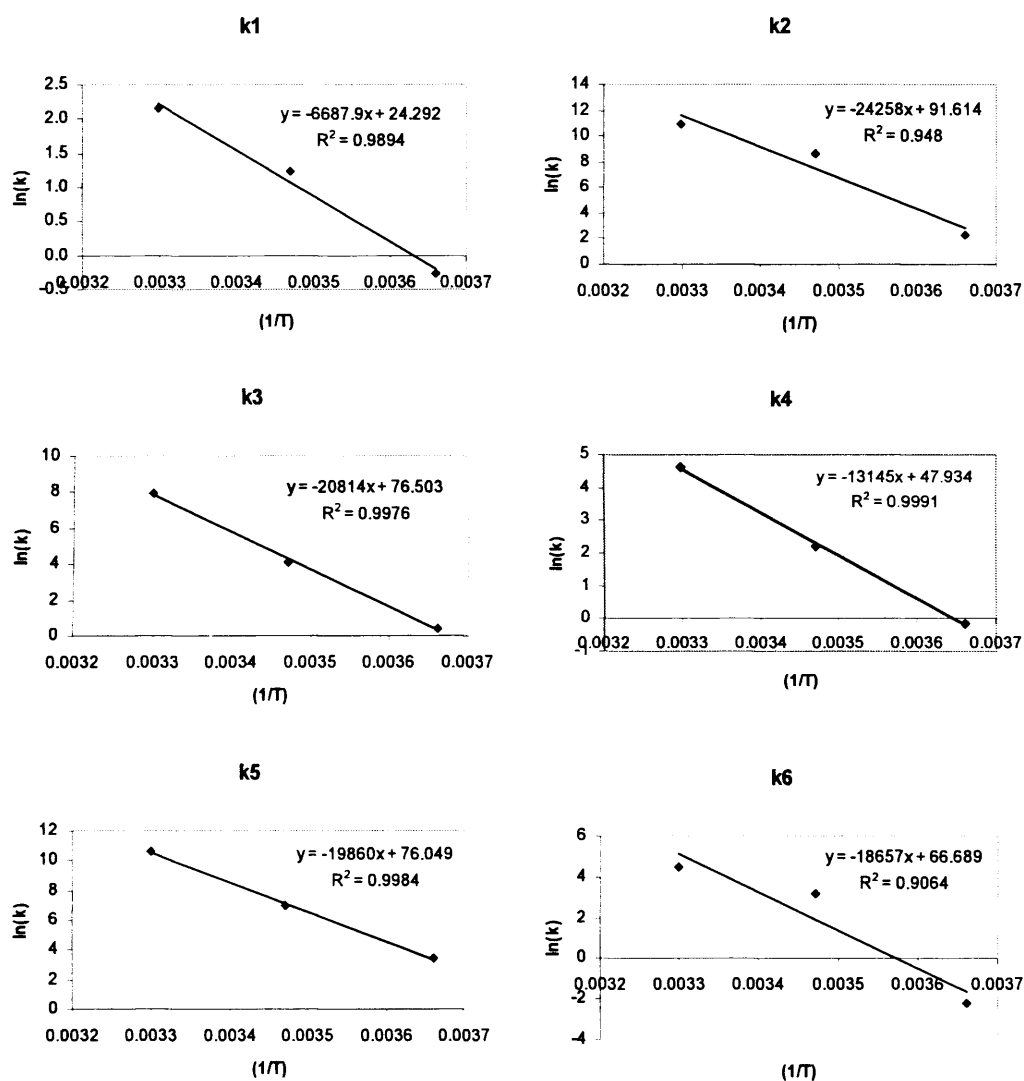 k1
2.5
2.0
1.5
1.0
0.5
0.0
-0.5
ln(k)
y = -6687.9x + 24.292
R² = 0.9894
0.0032 0.0033 0.0034 0.0035 0.0036 0.0037
(1/T)
k2
14
12
10
8
6
4
2
0
ln(k)
y = -24258x + 91.614
R² = 0.948
0.0032 0.0033 0.0034 0.0035 0.0036 0.0037
(1/T)
k3
10
8
6
4
2
0
ln(k)
y = -20814x + 76.503
R² = 0.9976
0.0032 0.0033 0.0034 0.0035 0.0036 0.0037
(1/T)
k4
5
4
3
2
1
0
-1
ln(k)
y = -13145x + 47.934
R² = 0.9991
0.0032 0.0033 0.0034 0.0035 0.0036 0.0037
(1/T)
k5
12
10
8
6
4
2
0
ln(k)
y = -19860x + 76.049
R² = 0.9984
0.0032 0.0033 0.0034 0.0035 0.0036 0.0037
(1/T)
k6
6
4
2
0
-2
-4
ln(k)
y = -18657x + 66.689
R² = 0.9064
0.0032 0.0033 0.0034 0.0035 0.0036 0.0037
(1/T)